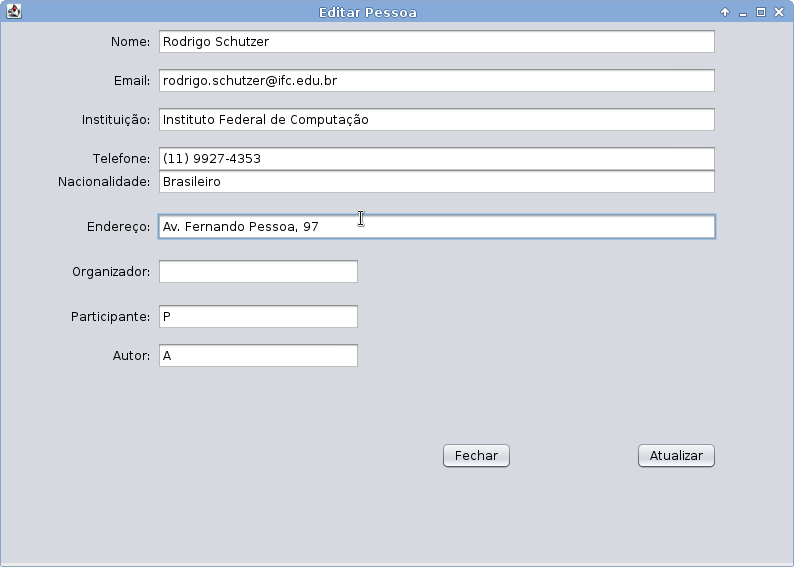 Editar Pessoa
Nome: Rodrigo Schutzer
Email: rodrigo.schutzer@ifc.edu.br
Instituição: Instituto Federal de Computação
Telefone: (11) 9927-4353
Nacionalidade: Brasileiro
Endereço: Av. Fernando Pessoa, 97
Organizador:
Participante: P
Autor: A
Fechar Atualizar